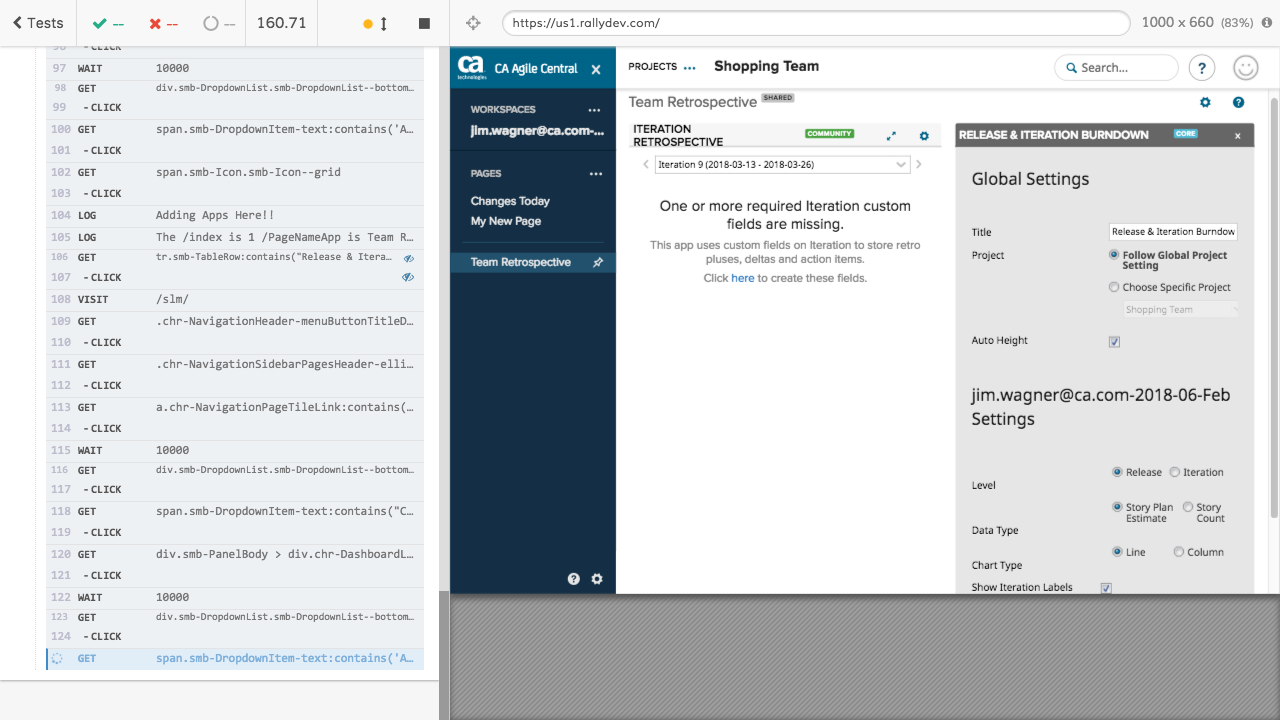 Tests
--
--
--
160.71
https://us1.rallydev.com/
1000 x 660 (83%)
- CLICK
97 WAIT 10000
98 GET div.smb-DropdownList.smb-DropdownList--bottom…
99 - CLICK
100 GET span.smb-DropdownItem-text:contains('A…
101 - CLICK
102 GET span.smb-Icon.smb-Icon--grid
103 - CLICK
104 LOG Adding Apps Here!!
105 LOG The /index is 1 /PageNameApp is Team R…
106 GET tr.smb-TableRow:contains("Release & Itera…
107 - CLICK
108 VISIT /slm/
109 GET .chr-NavigationHeader-menuButtonTitleD…
110 - CLICK
111 GET .chr-NavigationSidebarPagesHeader-elli…
112 - CLICK
113 GET a.chr-NavigationPageTileLink:contains(…
114 - CLICK
115 WAIT 10000
116 GET div.smb-DropdownList.smb-DropdownList--bottom…
117 - CLICK
118 GET span.smb-DropdownItem-text:contains("C…
119 - CLICK
120 GET div.smb-PanelBody > div.chr-DashboardL…
121 - CLICK
122 WAIT 10000
123 GET div.smb-DropdownList.smb-DropdownList--bottom…
124 - CLICK
GET span.smb-DropdownItem-text:contains('A…
ca technologies CA Agile Central
WORKSPACES
jim.wagner@ca.com-...
PAGES
Changes Today
My New Page
Team Retrospective
PROJECTS ••• Shopping Team
Search...
Team Retrospective SHARED
ITERATION
RETROSPECTIVE
COMMUNITY
Iteration 9 (2018-03-13 - 2018-03-26)
One or more required Iteration custom
fields are missing.
This app uses custom fields on Iteration to store retro
pluses, deltas and action items.
Click here to create these fields.
RELEASE & ITERATION BURNDOWN CORE
Global Settings
Title Release & Iteration Burndow
Project Follow Global Project
Setting
Choose Specific Project
Shopping Team
Auto Height
jim.wagner@ca.com-2018-06-Feb
Settings
Release Iteration
Level
Story Plan Story
Estimate Count
Data Type
Line Column
Chart Type
Show Iteration Labels